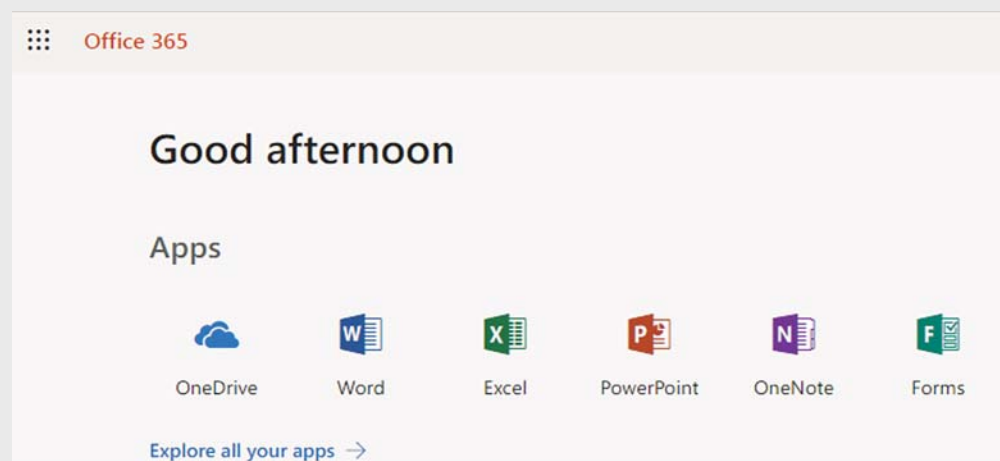 Office 365
Good afternoon
Apps
W X P N F
OneDrive Word Excel PowerPoint OneNote Forms
Explore all your apps →